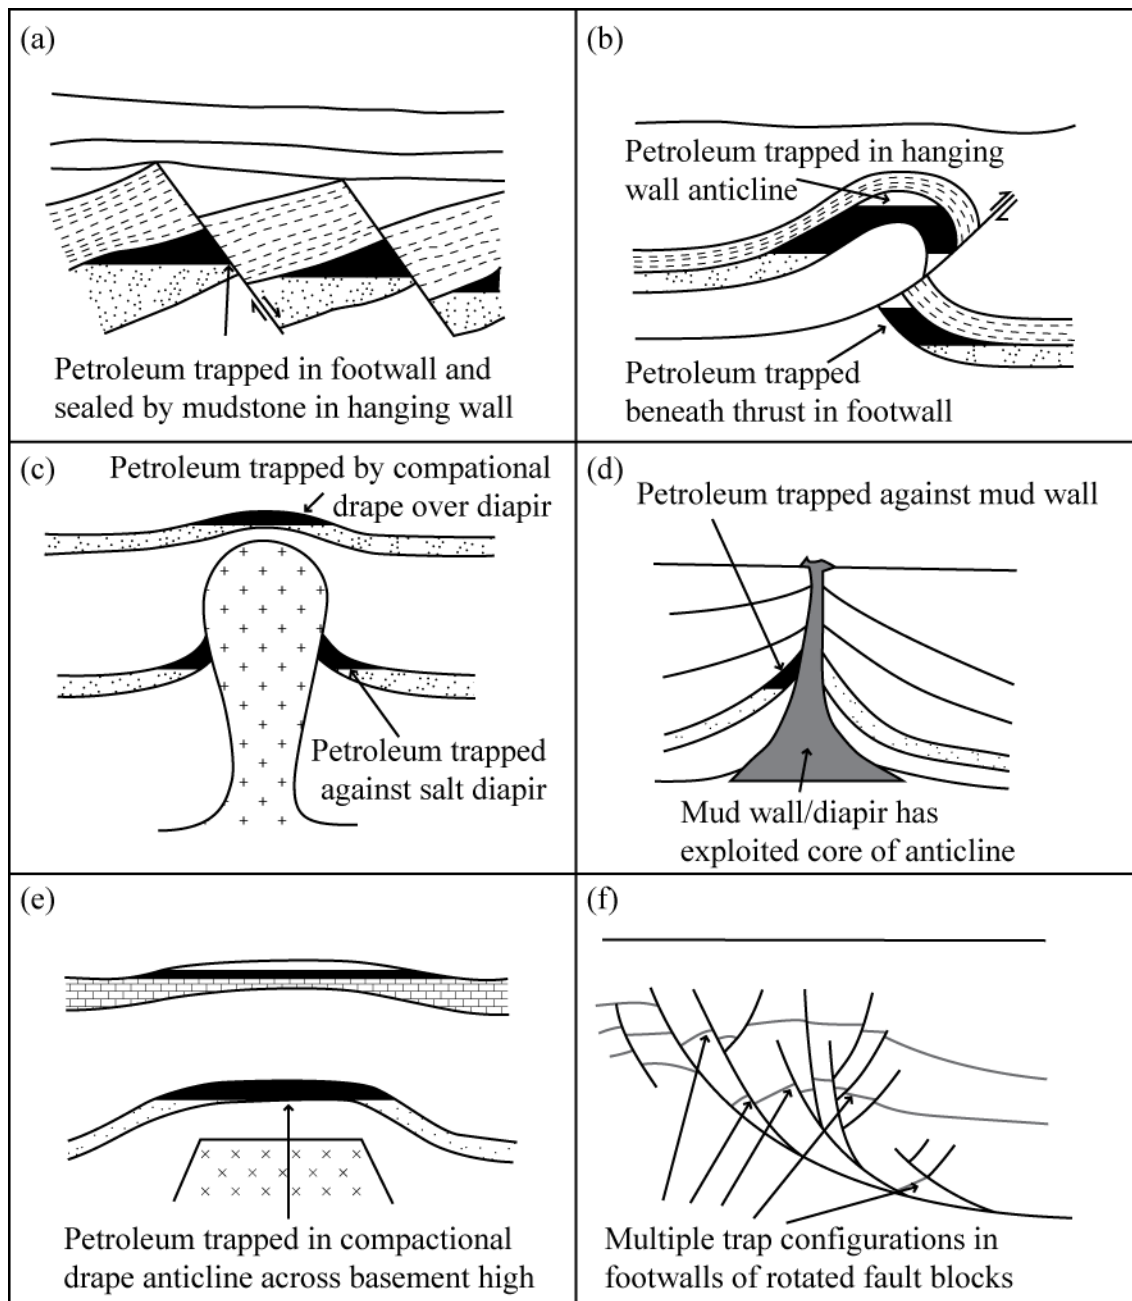 (a)
Petroleum trapped in footwall and
sealed by mudstone in hanging wall
(b)
Petroleum trapped in hanging
wall anticline
Petroleum trapped
beneath thrust in footwall
(c)
Petroleum trapped by compational
drape over diapir
Petroleum trapped
against salt diapir
(d)
Petroleum trapped against mud wall
Mud wall/diapir has
exploited core of anticline
(e)
Petroleum trapped in compactional
drape anticline across basement high
(f)
Multiple trap configurations in
footwalls of rotated fault blocks